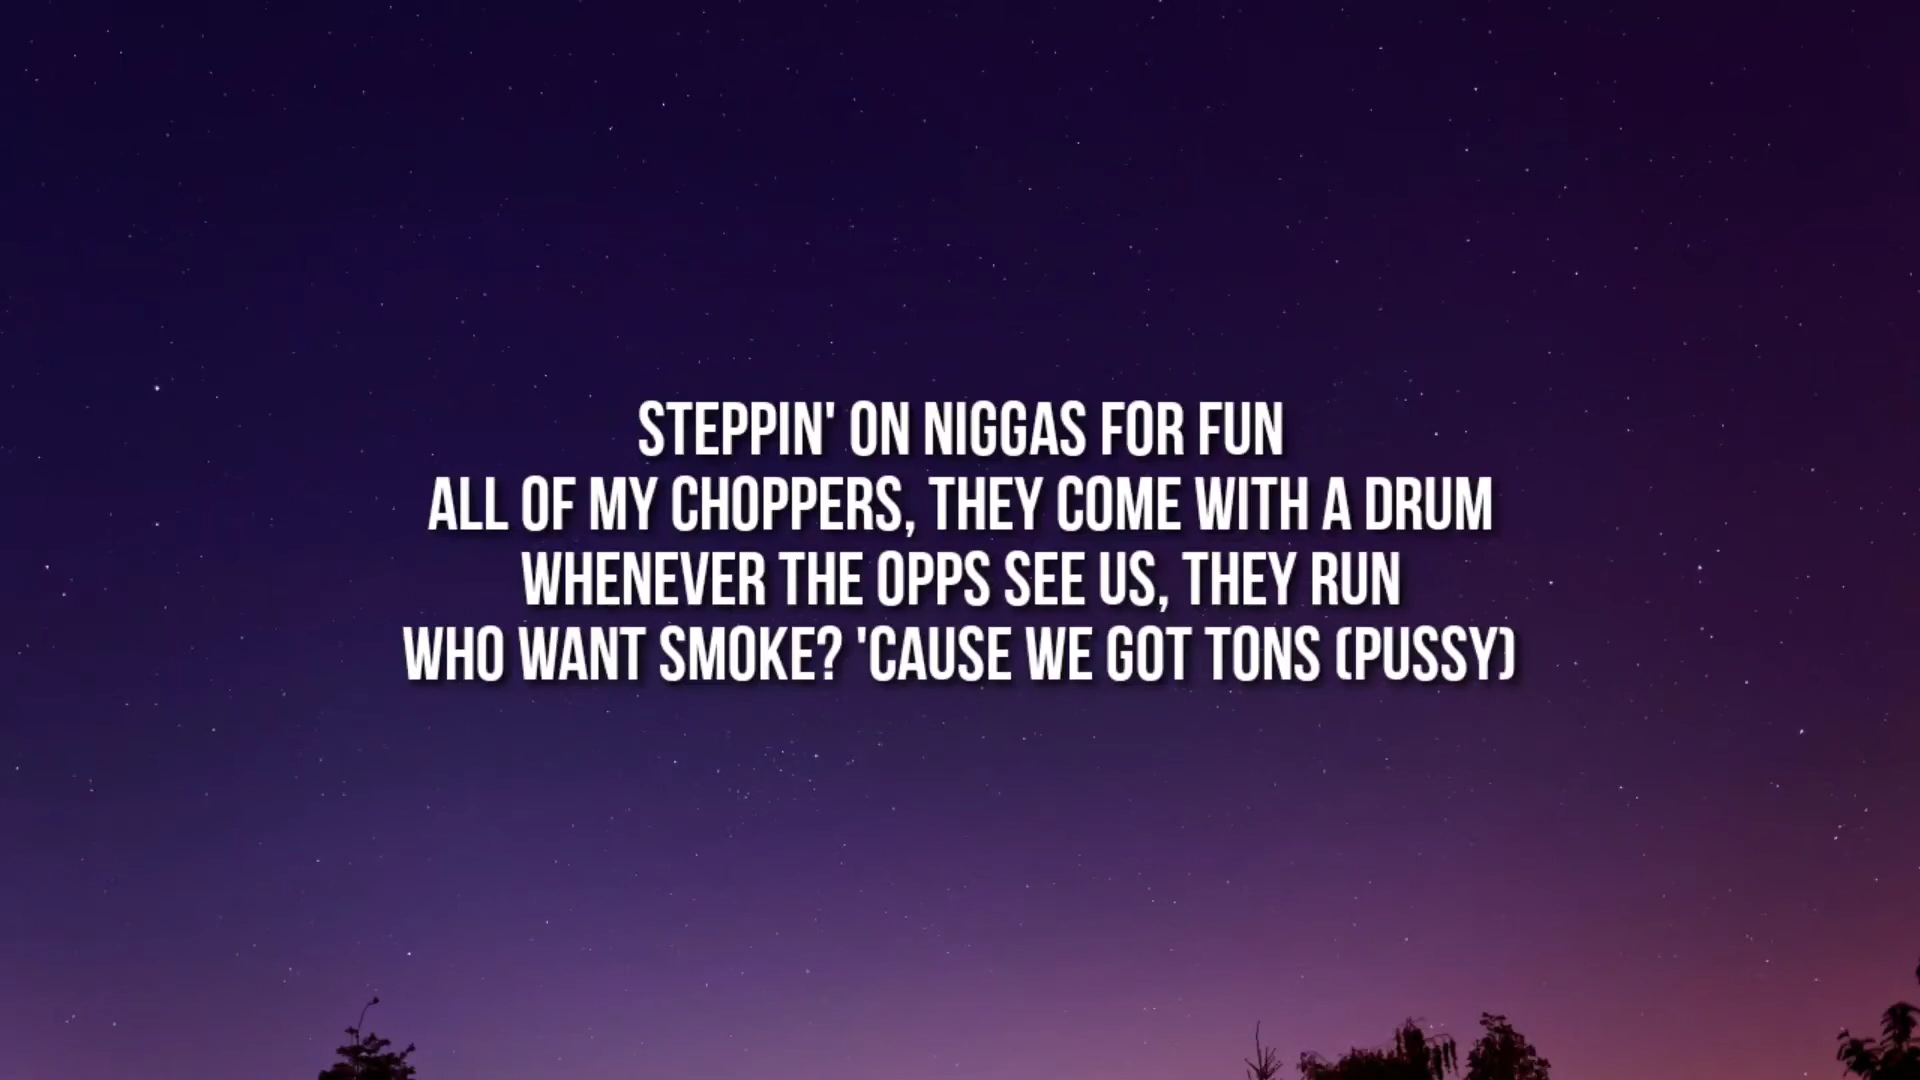 STEPPIN' ON NIGGAS FOR FUN
ALL OF MY CHOPPERS, THEY COME WITH A DRUM
WHENEVER THE OPPS SEE US, THEY RUN
WHO WANT SMOKE? 'CAUSE WE GOT TONS (PUSSY)